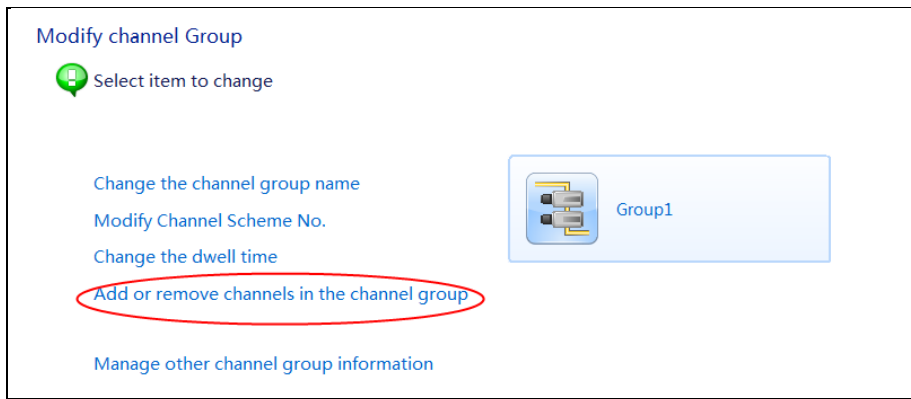 Modify channel Group
Select item to change
Change the channel group name
Group1
Modify Channel Scheme No.
Change the dwell time
Add or remove channels in the channel group
Manage other channel group information